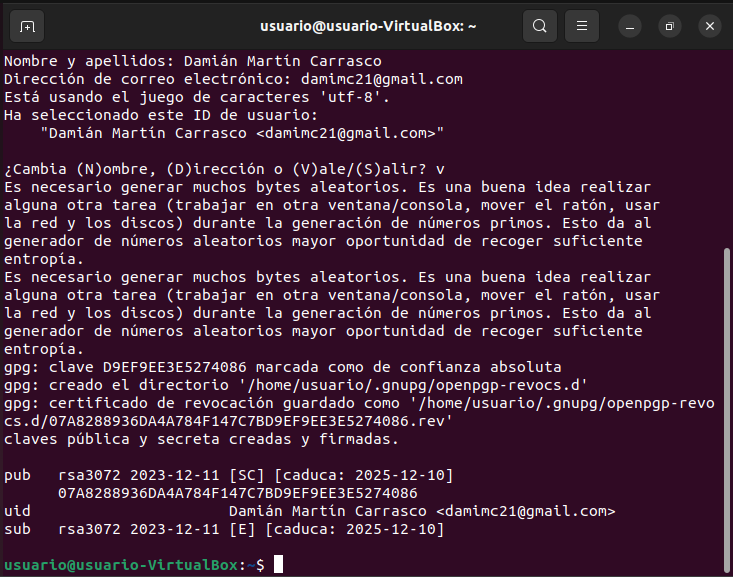 usuario@usuario-VirtualBox: ~
Nombre y apellidos: Damián Martín Carrasco
Dirección de correo electrónico: damimc21@gmail.com
Está usando el juego de caracteres 'utf-8'.
Ha seleccionado este ID de usuario:
    "Damián Martín Carrasco <damimc21@gmail.com>"

¿Cambia (N)ombre, (D)irección o (V)ale/(S)alir? v
Es necesario generar muchos bytes aleatorios. Es una buena idea realizar
alguna otra tarea (trabajar en otra ventana/consola, mover el ratón, usar
la red y los discos) durante la generación de números primos. Esto da al
generador de números aleatorios mayor oportunidad de recoger suficiente
entropía.
Es necesario generar muchos bytes aleatorios. Es una buena idea realizar
alguna otra tarea (trabajar en otra ventana/consola, mover el ratón, usar
la red y los discos) durante la generación de números primos. Esto da al
generador de números aleatorios mayor oportunidad de recoger suficiente
entropía.
gpg: clave D9EF9EE3E5274086 marcada como de confianza absoluta
gpg: creado el directorio '/home/usuario/.gnupg/openpgp-revocs.d'
gpg: certificado de revocación guardado como '/home/usuario/.gnupg/openpgp-revo
cs.d/07A8288936DA4A784F147C7BD9EF9EE3E5274086.rev'
claves pública y secreta creadas y firmadas.

pub   rsa3072 2023-12-11 [SC] [caduca: 2025-12-10]
      07A8288936DA4A784F147C7BD9EF9EE3E5274086
uid                      Damián Martín Carrasco <damimc21@gmail.com>
sub   rsa3072 2023-12-11 [E] [caduca: 2025-12-10]

usuario@usuario-VirtualBox:~$